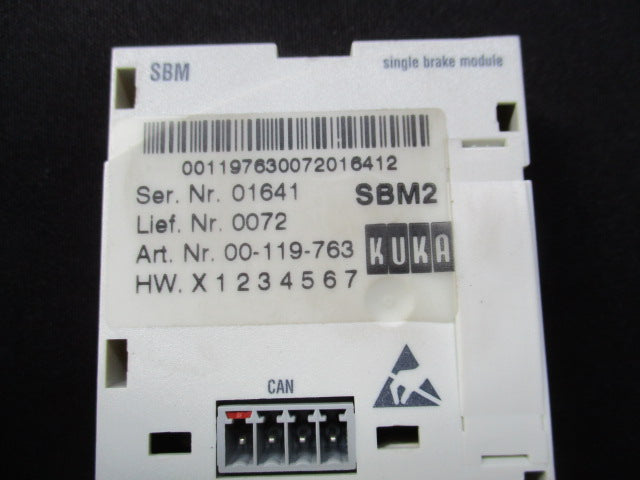 SBM
single brake module
001197630072016412
Ser. Nr. 01641 SBM2
Lief. Nr. 0072
Art. Nr. 00-119-763 KUKA
HW. X 1 2 3 4 5 6 7
CAN